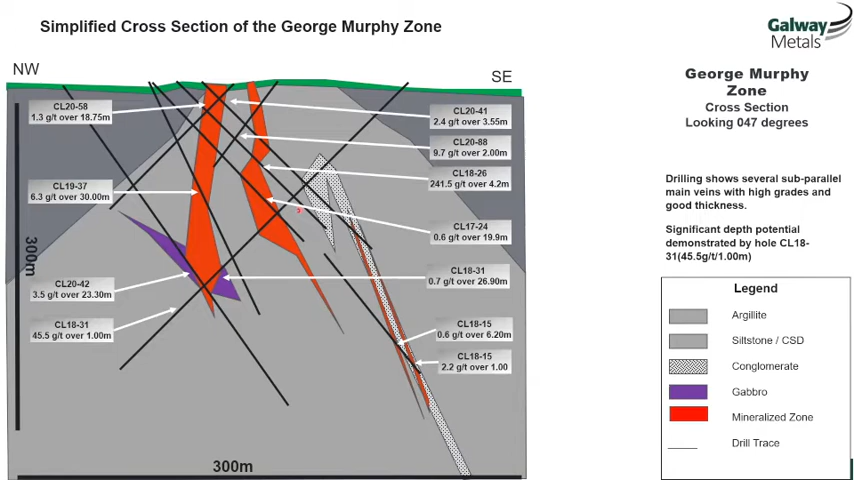 Simplified Cross Section of the George Murphy Zone
Galway
Metals
NW
SE
George Murphy
Zone
Cross Section
Looking 047 degrees
CL20-58
1.3 g/t over 18.75m
CL20-41
2.4 g/t over 3.55m
CL20-88
9.7 g/t over 2.00m
CL18-26
241.5 g/t over 4.2m
CL19-37
6.3 g/t over 30.00m
CL17-24
0.6 g/t over 19.9m
CL20-42
3.5 g/t over 23.30m
CL18-31
0.7 g/t over 26.90m
CL18-31
45.5 g/t over 1.00m
CL18-15
0.6 g/t over 6.20m
CL18-15
2.2 g/t over 1.00
300m
300m
Drilling shows several sub-parallel
main veins with high grades and
good thickness.
Significant depth potential
demonstrated by hole CL18-
31(45.5g/t/1.00m)
Legend
Argillite
Siltstone / CSD
Conglomerate
Gabbro
Mineralized Zone
Drill Trace